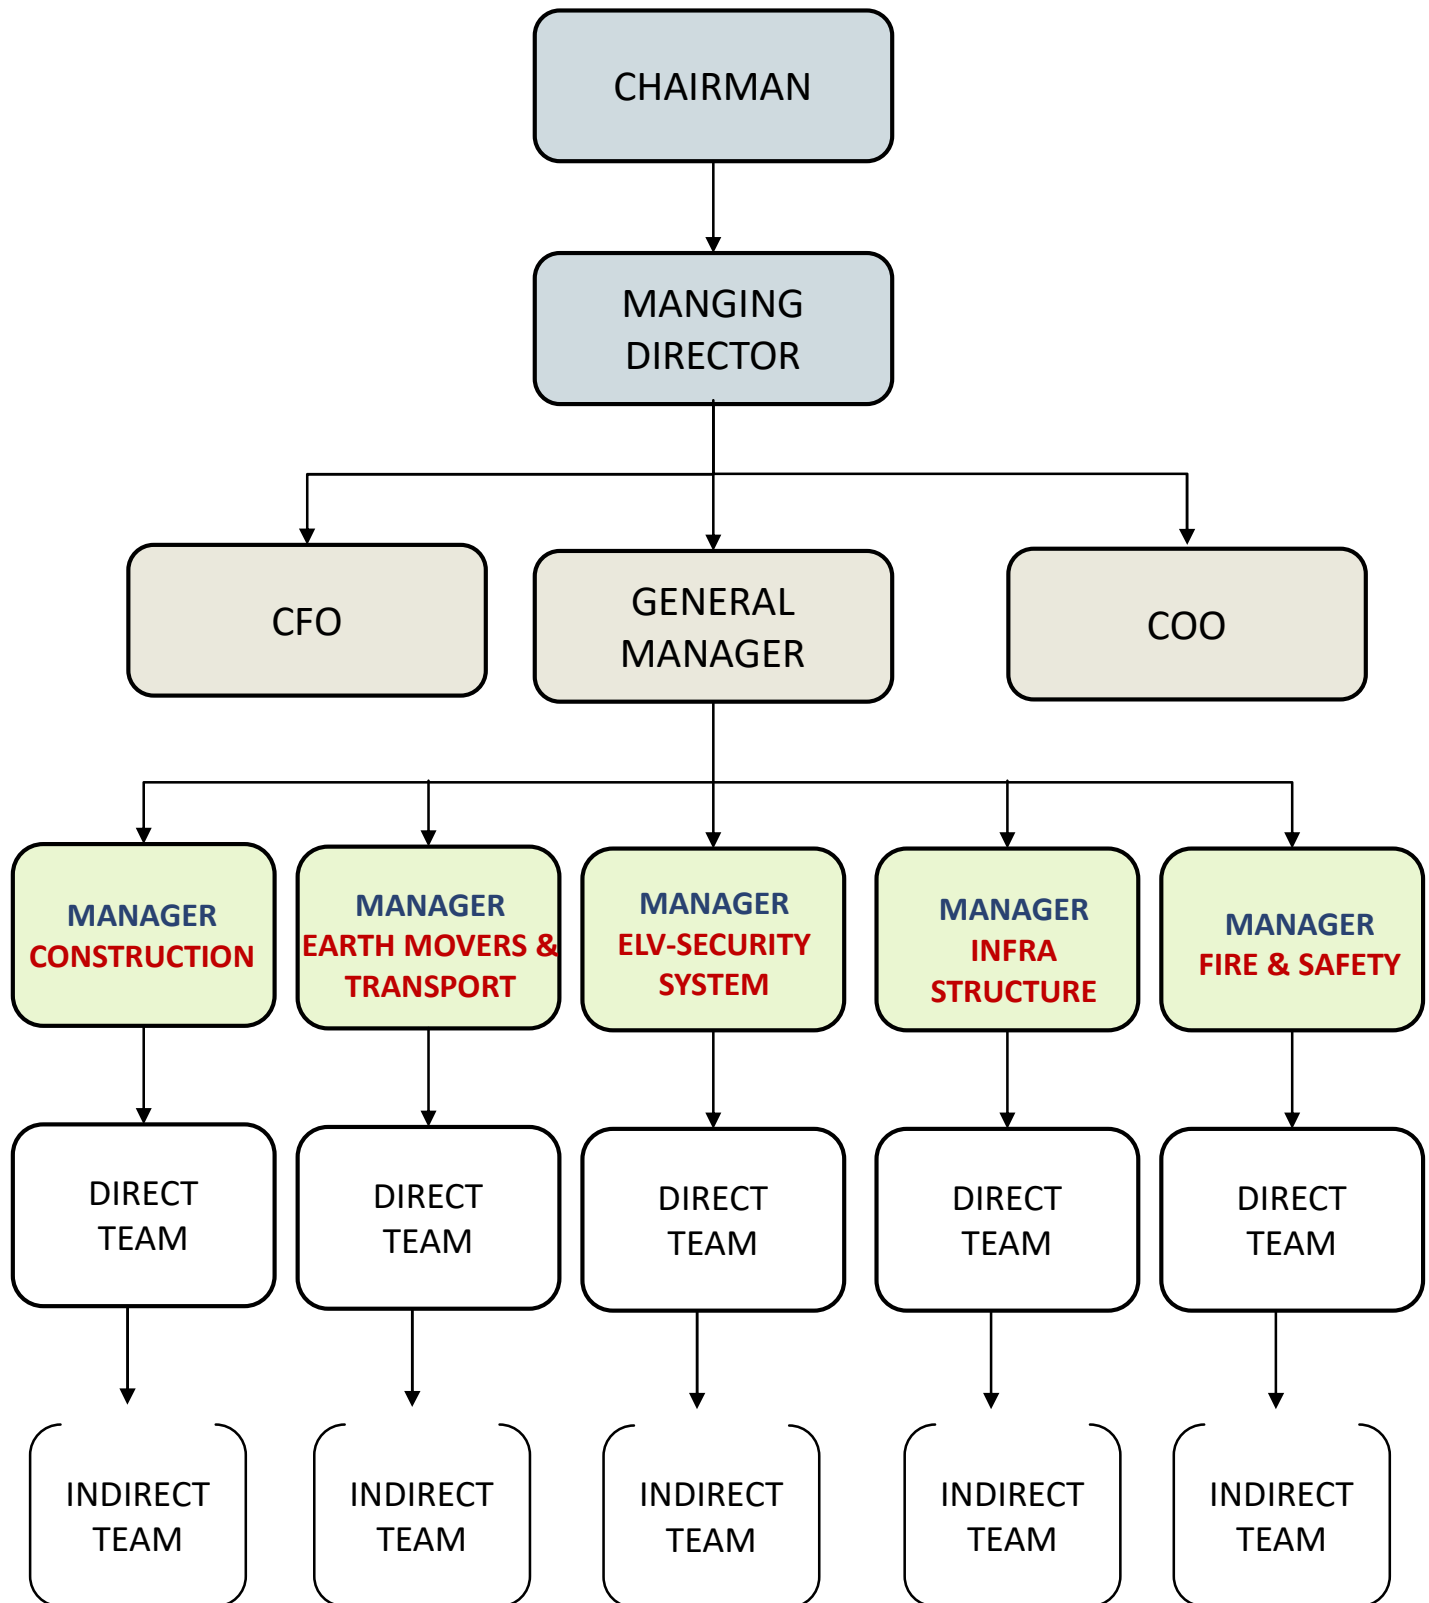 CHAIRMAN
MANGING
DIRECTOR
CFO
GENERAL
MANAGER
COO
MANAGER
CONSTRUCTION
MANAGER
EARTH MOVERS &
TRANSPORT
MANAGER
ELV-SECURITY
SYSTEM
MANAGER
INFRA
STRUCTURE
MANAGER
FIRE & SAFETY
DIRECT
TEAM
DIRECT
TEAM
DIRECT
TEAM
DIRECT
TEAM
DIRECT
TEAM
INDIRECT
TEAM
INDIRECT
TEAM
INDIRECT
TEAM
INDIRECT
TEAM
INDIRECT
TEAM